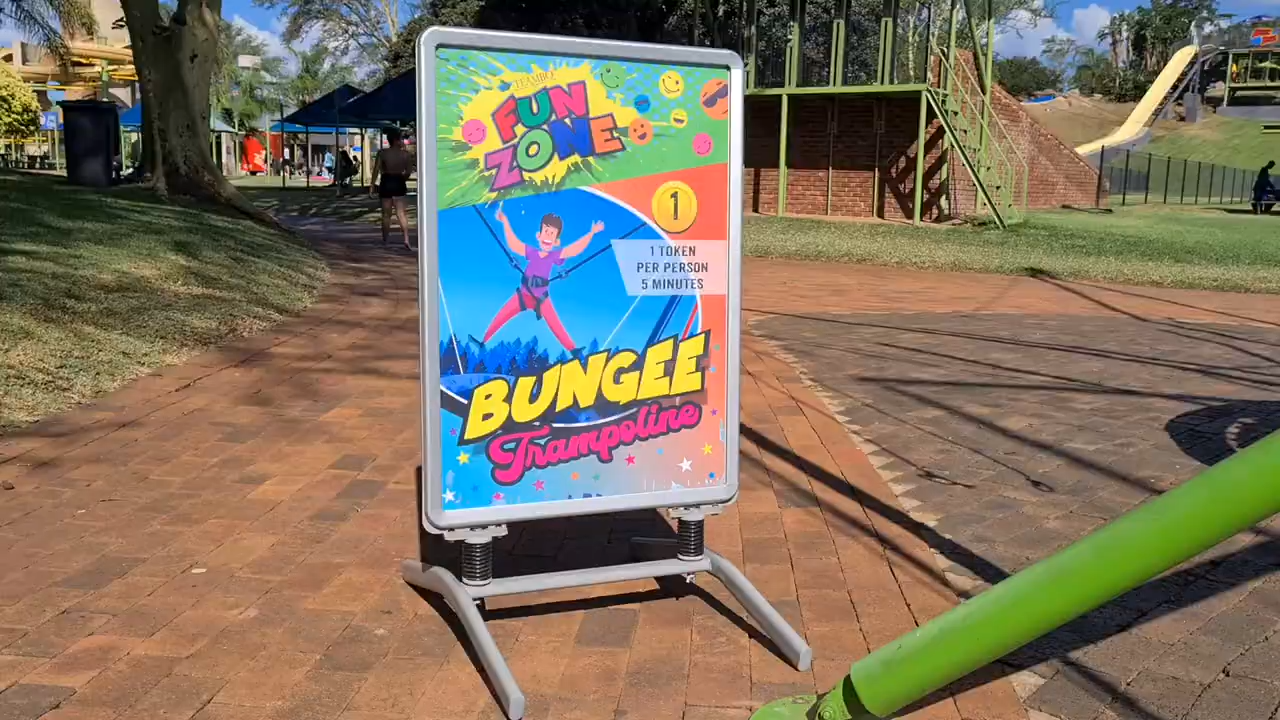 FUN
ZONE
1
1 TOKEN
PER PERSON
5 MINUTES
BUNGEE
Trampoline